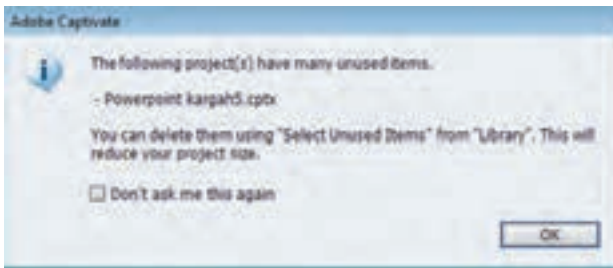 Adobe Captivate
The following project(s) have many unused items.
- Powerpoint kargah5.cptx
You can delete them using "Select Unused Items" from "Library". This will
reduce your project size.
Don't ask me this again
OK